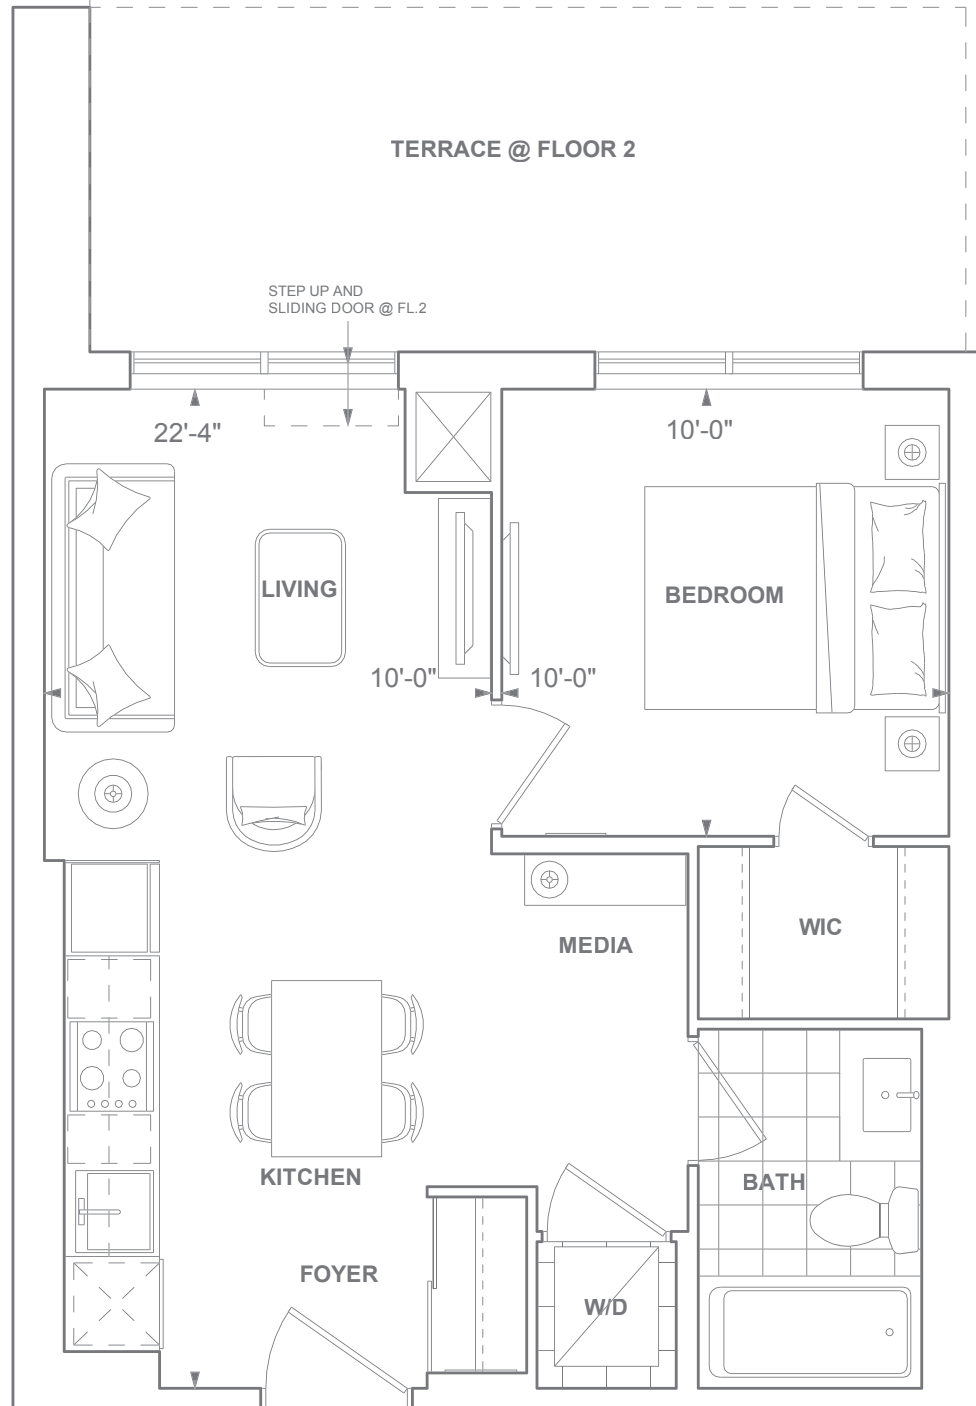 TERRACE @ FLOOR 2
STEP UP AND
SLIDING DOOR @ FL.2
22'-4"
10'-0"
LIVING
BEDROOM
10'-0"
10'-0"
WIC
MEDIA
KITCHEN
BATH
FOYER
W/D